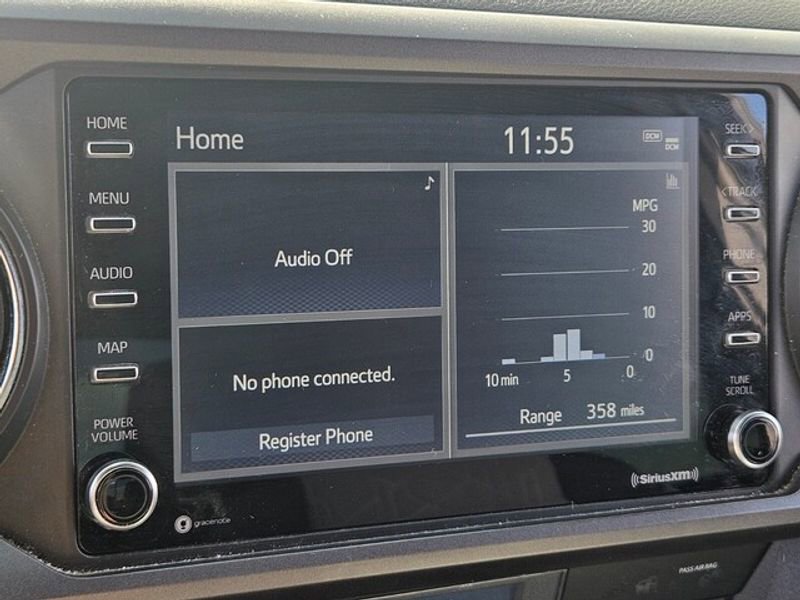 HOME
MENU
AUDIO
MAP
POWER
VOLUME
Home
11:55
DCM
DCM
Audio Off
No phone connected.
Register Phone
MPG
30
20
10
0
10 min 5 0
Range 358 miles
SEEK>
<TRACK
PHONE
APPS
TUNE
SCROLL
gracenote
SiriusXM
PASS AIR BAG